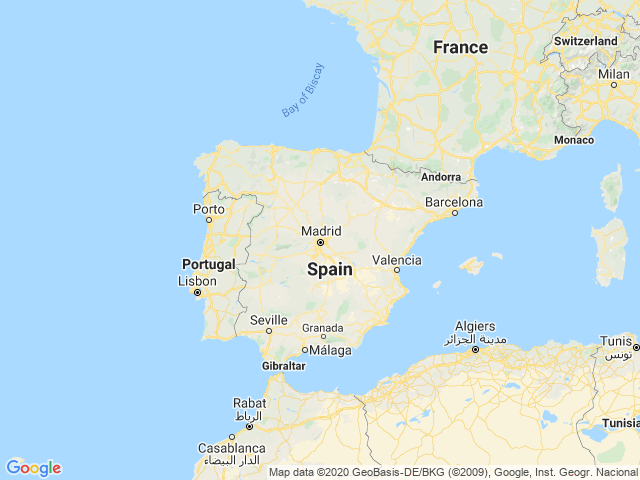 France
Switzerland
Milan
Bay of Biscay
Monaco
Andorra
Barcelona
Porto
Madrid
Portugal
Spain
Valencia
Lisbon
Seville
Granada
Algiers
مدينة الجزائر
Málaga
Tunis
تونس
Gibraltar
Rabat
الرباط
Tunisia
Casablanca
الدار البيضاء
Google
Map data ©2020 GeoBasis-DE/BKG (©2009), Google, Inst. Geogr. Nacional